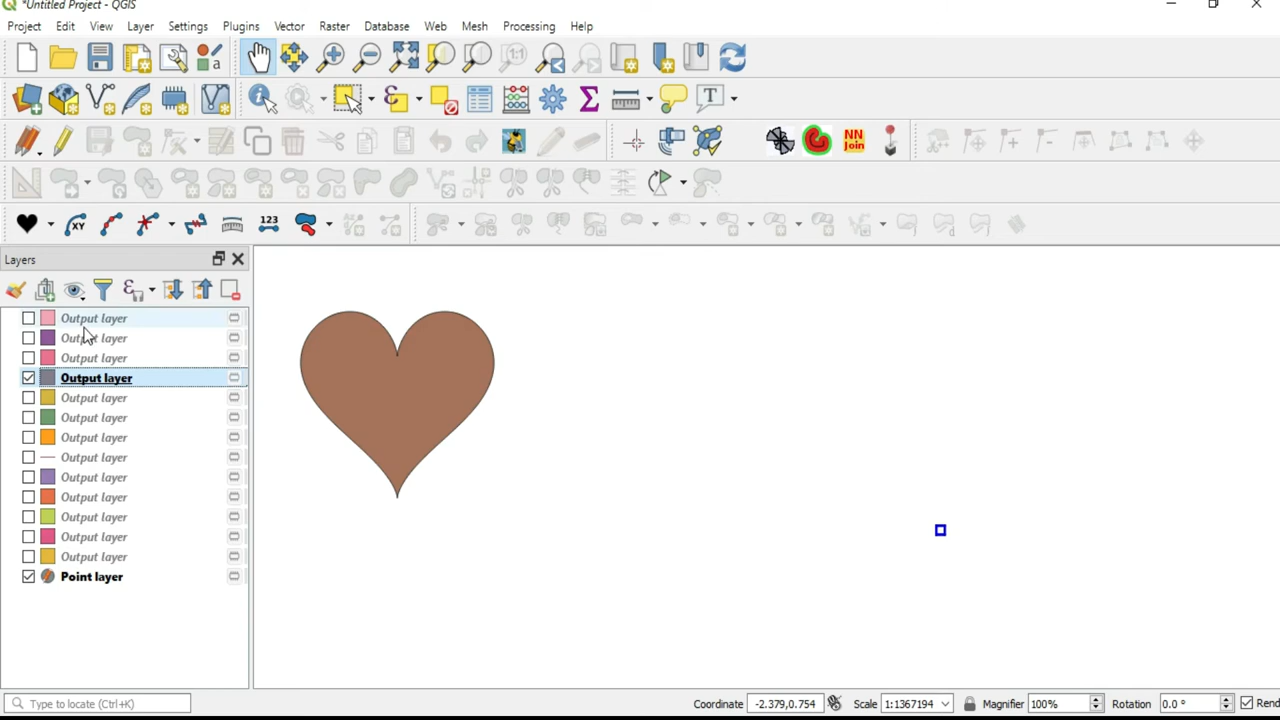 *Untitled Project - QGIS
Project Edit View Layer Settings Plugins Vector Raster Database Web Mesh Processing Help
1:1
T
NN Join
XY 123
Layers
Output layer
Output layer
Output layer
Output layer
Output layer
Output layer
Output layer
Output layer
Output layer
Output layer
Output layer
Output layer
Output layer
Point layer
Type to locate (Ctrl+K) Coordinate -2.379,0.754 Scale 1:1367194 Magnifier 100% Rotation 0.0 ° Rend